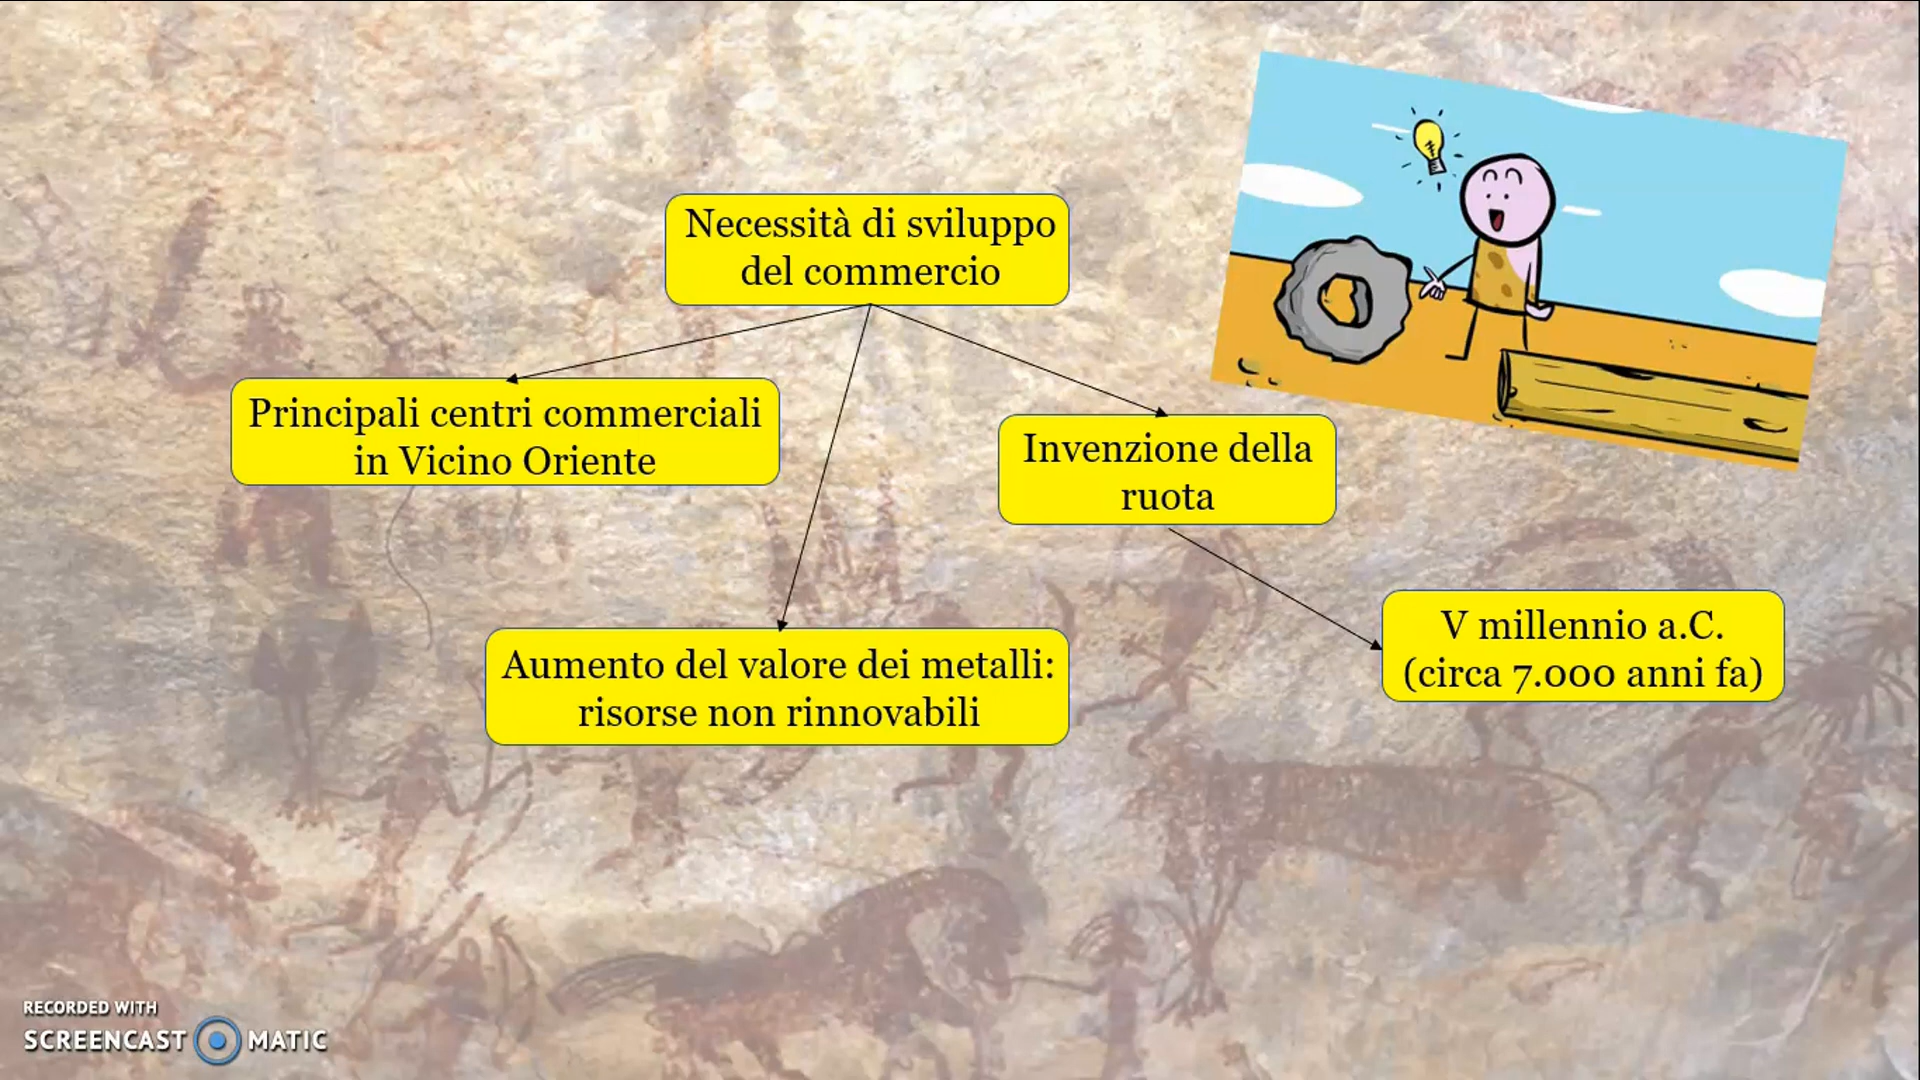 Necessità di sviluppo
del commercio
Principali centri commerciali
in Vicino Oriente
Invenzione della
ruota
V millennio a.C.
(circa 7.000 anni fa)
Aumento del valore dei metalli:
risorse non rinnovabili
RECORDED WITH
SCREENCAST MATIC